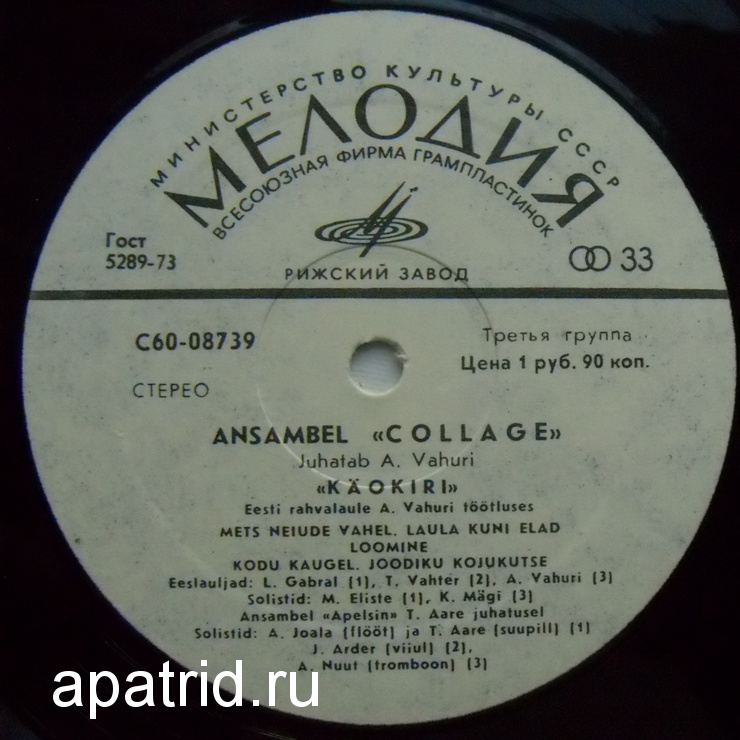 МИНИСТЕРСТВО КУЛЬТУРЫ СССР
МЕЛОДИЯ
ВСЕСОЮЗНАЯ ФИРМА ГРАМПЛАСТИНОК
Гост
5289-73
33
РИЖСКИЙ ЗАВОД
С60-08739
СТЕРЕО
Третья группа
Цена 1 руб. 90 коп.
ANSAMBEL «COLLAGE»
Juhatab A. Vahuri
«KÄOKIRI»
Eesti rahvalaule A. Vahuri töötluses
METS NEIUDE VAHEL. LAULA KUNI ELAD
LOOMINE
KODU KAUGEL. JOODIKU KOJUKUTSE
Eeslauljad: L. Gabral (1), T. Vahter (2), A. Vahuri (3)
Solistid: M. Eliste (1), K. Mägi (3)
Ansambel «Apelsin» T. Aare juhatusel
Solistid: A. Joala (flööt) ja T. Aare (suupill) (1)
J. Arder (viiul) (2),
A. Nuut (tromboon) (3)
apatrid.ru